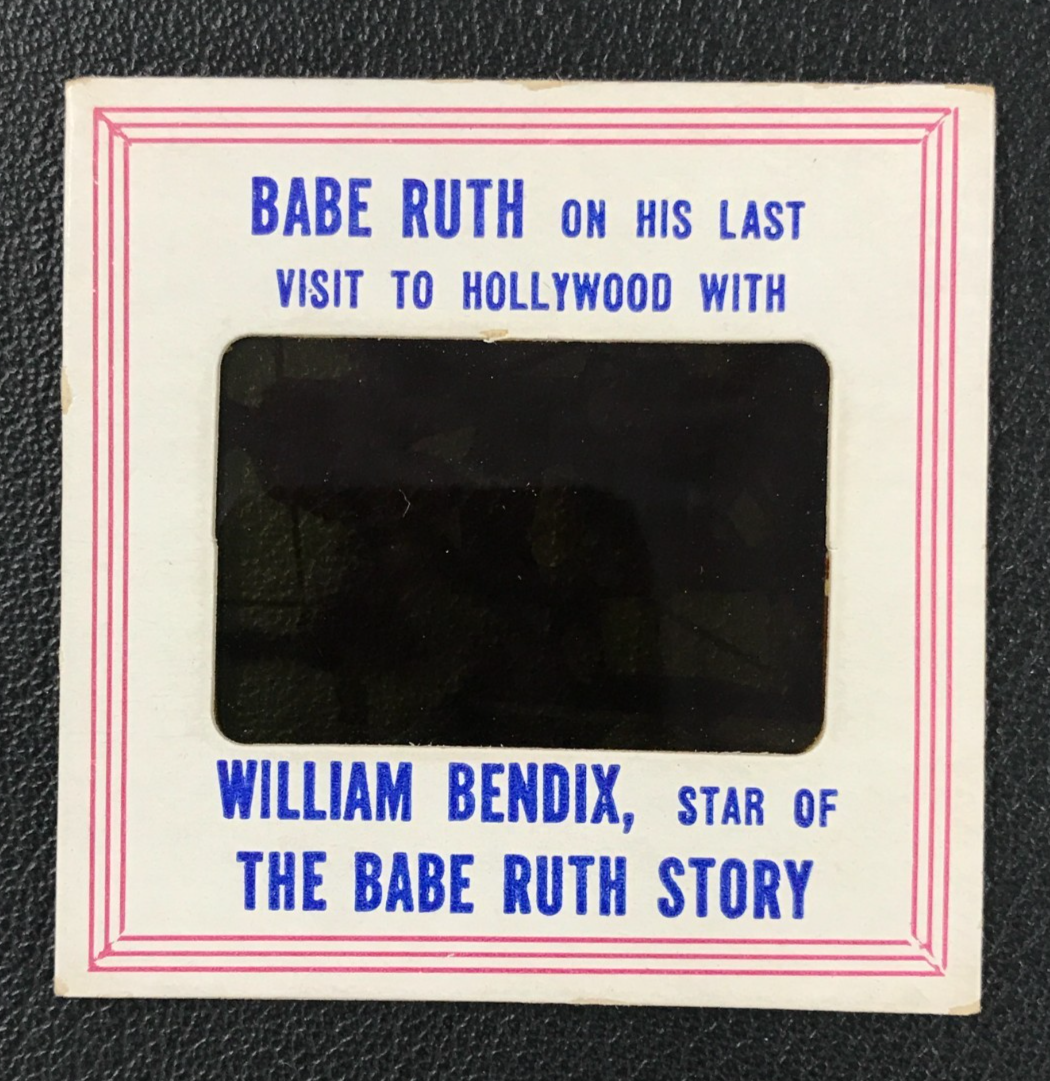 BABE RUTH ON HIS LAST
VISIT TO HOLLYWOOD WITH
WILLIAM BENDIX, STAR OF
THE BABE RUTH STORY